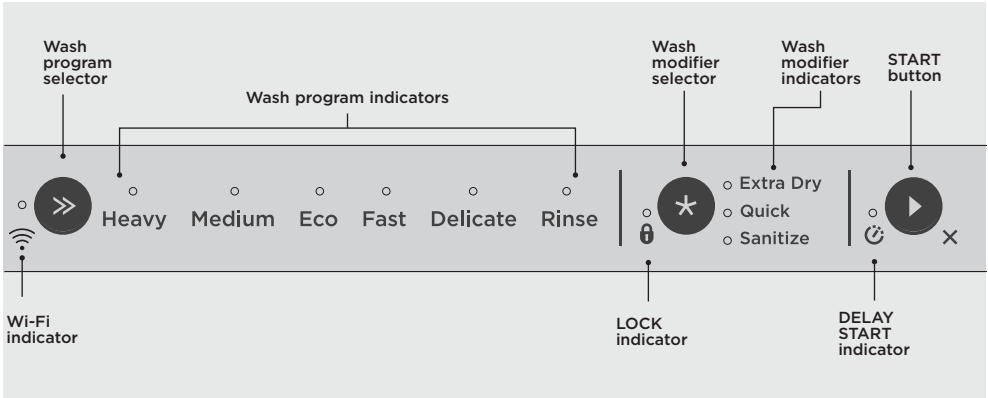 Wash
program
selector
Wash program indicators
Wash
modifier
selector
Wash
modifier
indicators
START
button
Heavy Medium Eco Fast Delicate Rinse
Extra Dry
Quick
Sanitize
Wi-Fi
indicator
LOCK
indicator
DELAY
START
indicator